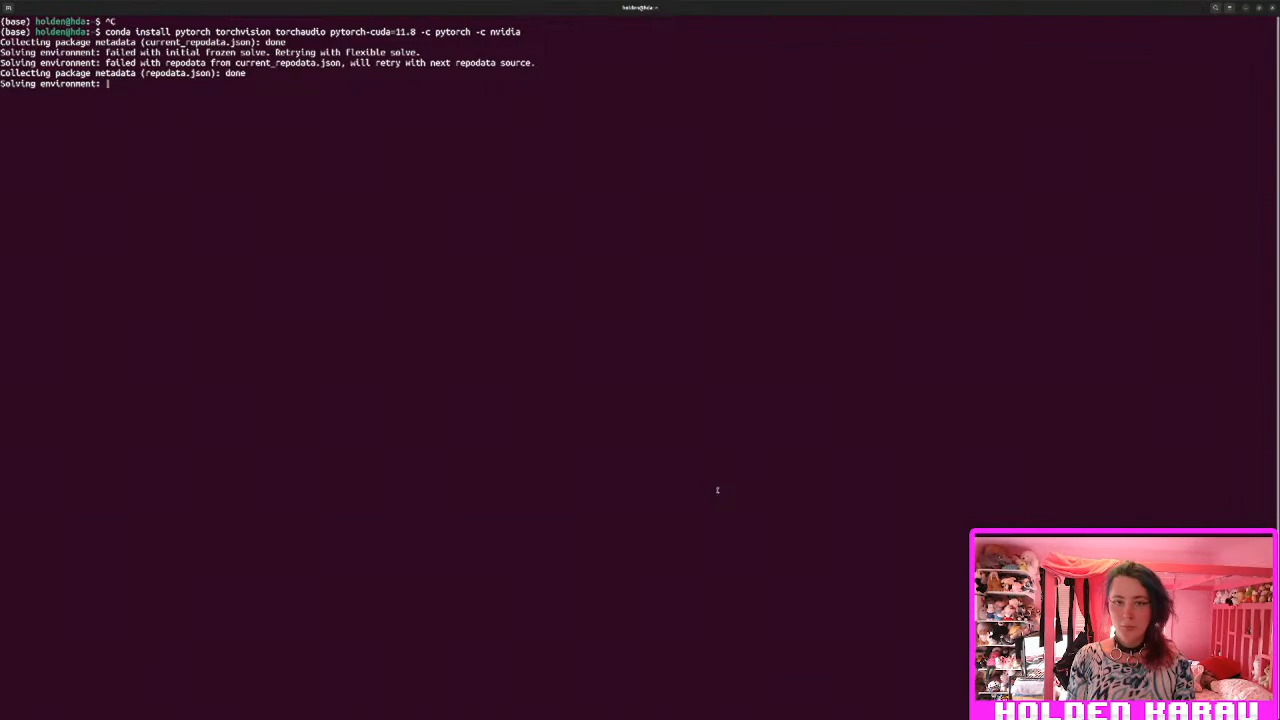 holden@hda: ~
(base) holden@hda:~$ ^C
(base) holden@hda:~$ conda install pytorch torchvision torchaudio pytorch-cuda=11.8 -c pytorch -c nvidia
Collecting package metadata (current_repodata.json): done
Solving environment: failed with initial frozen solve. Retrying with flexible solve.
Solving environment: failed with repodata from current_repodata.json, will retry with next repodata source.
Collecting package metadata (repodata.json): done
Solving environment: |
HOLDEN KARAU